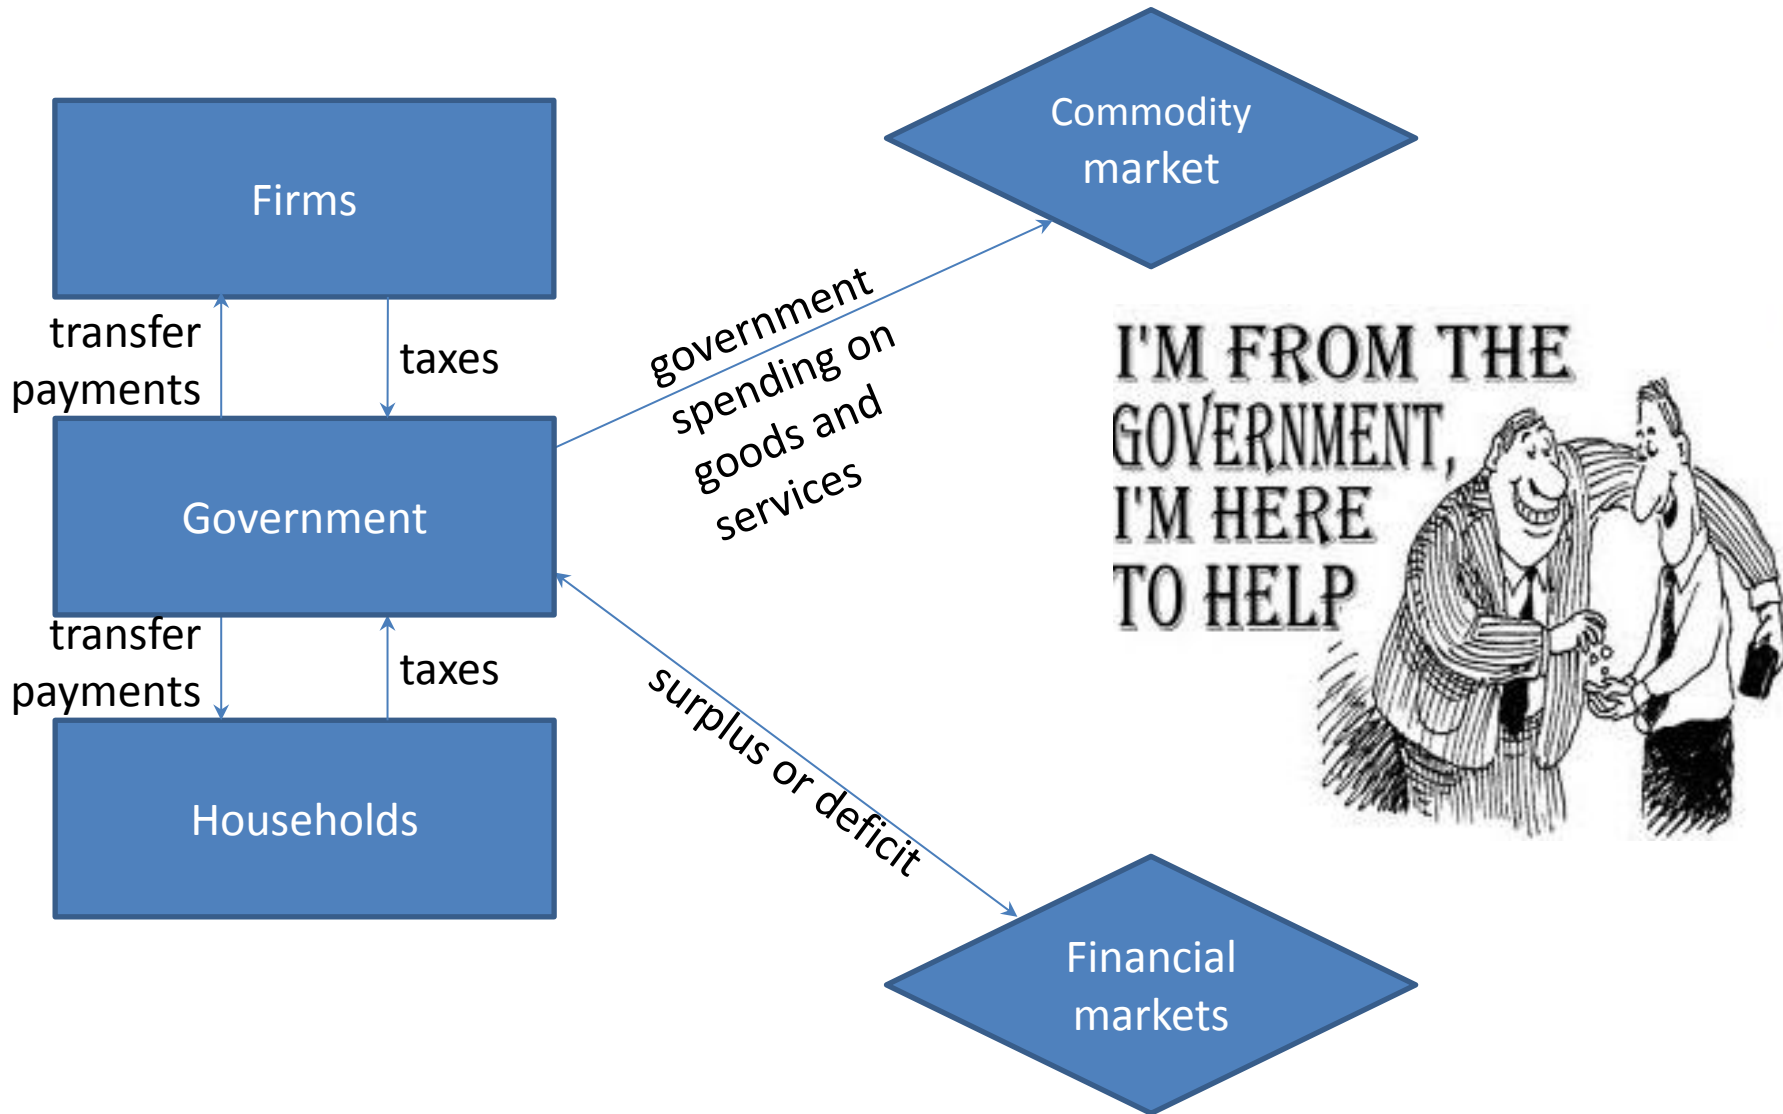 Commodity
market
Firms
transfer
payments
taxes
government
spending on
goods and
services
I'M FROM THE
GOVERNMENT,
I'M HERE
TO HELP
Government
transfer
payments
taxes
surplus or deficit
Households
Financial
markets